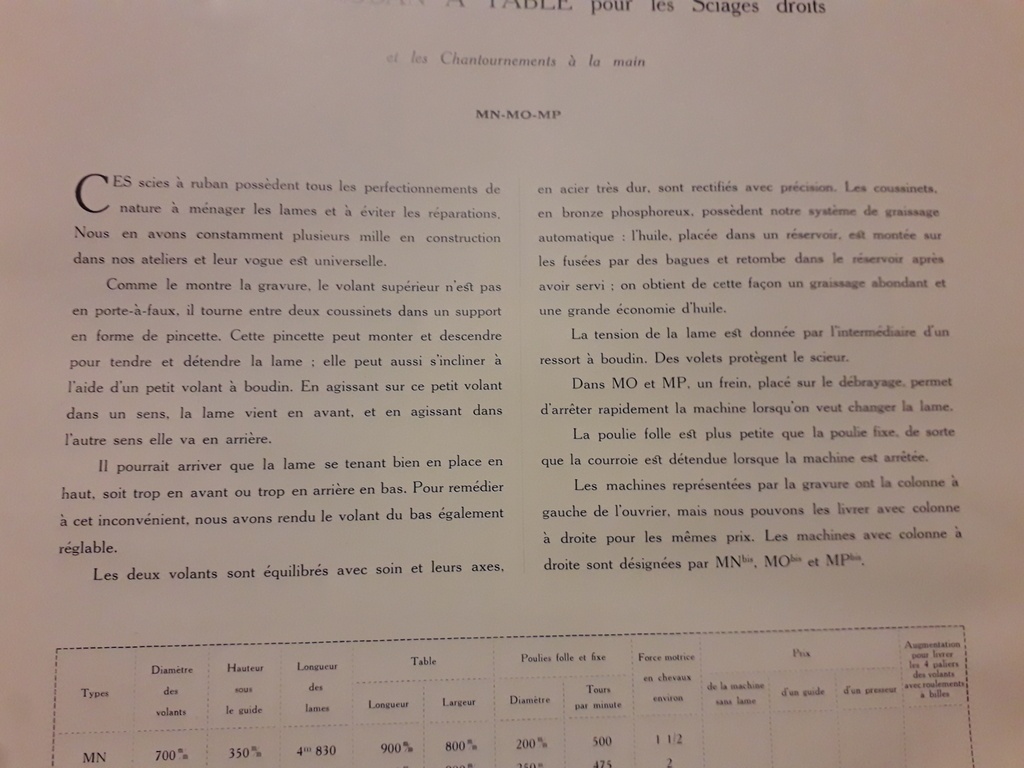 À TABLE pour les Sciages droits
et les Chantournements à la main
MN-MO-MP
CES scies à ruban possèdent tous les perfectionnements de
nature à ménager les lames et à éviter les réparations.
Nous en avons constamment plusieurs mille en construction
dans nos ateliers et leur vogue est universelle.
Comme le montre la gravure, le volant supérieur n'est pas
en porte-à-faux, il tourne entre deux coussinets dans un support
en forme de pincette. Cette pincette peut monter et descendre
pour tendre et détendre la lame ; elle peut aussi s'incliner à
l'aide d'un petit volant à boudin. En agissant sur ce petit volant
dans un sens, la lame vient en avant, et en agissant dans
l'autre sens elle va en arrière.
Il pourrait arriver que la lame se tenant bien en place en
haut, soit trop en avant ou trop en arrière en bas. Pour remédier
à cet inconvénient, nous avons rendu le volant du bas également
réglable.
Les deux volants sont équilibrés avec soin et leurs axes,
en acier très dur, sont rectifiés avec précision. Les coussinets,
en bronze phosphoreux, possèdent notre système de graissage
automatique : l'huile, placée dans un réservoir, est montée sur
les fusées par des bagues et retombe dans le réservoir après
avoir servi ; on obtient de cette façon un graissage abondant et
une grande économie d'huile.
La tension de la lame est donnée par l'intermédiaire d'un
ressort à boudin. Des volets protègent le scieur.
Dans MO et MP, un frein, placé sur le débrayage, permet
d'arrêter rapidement la machine lorsqu'on veut changer la lame.
La poulie folle est plus petite que la poulie fixe, de sorte
que la courroie est détendue lorsque la machine est arrêtée.
Les machines représentées par la gravure ont la colonne à
gauche de l'ouvrier, mais nous pouvons les livrer avec colonne
à droite pour les mêmes prix. Les machines avec colonne à
droite sont désignées par MNbis, MObis et MPbis.
Types
Diamètre
des
volants
Hauteur
sous
le guide
Longueur
des
lames
Table
Longueur
Largeur
Poulies folle et fixe
Diamètre
Tours
par minute
Force motrice
en chevaux
environ
Prix
de la machine
sans lame
d'un guide
d'un presseur
Augmentation
pour livrer
les 4 paliers
des volants
avec roulements
à billes
MN 700 m/m 350 m/m 4m 830 900 m/m 800 m/m 200 m/m 500 1 1/2
250 m/m 475 2